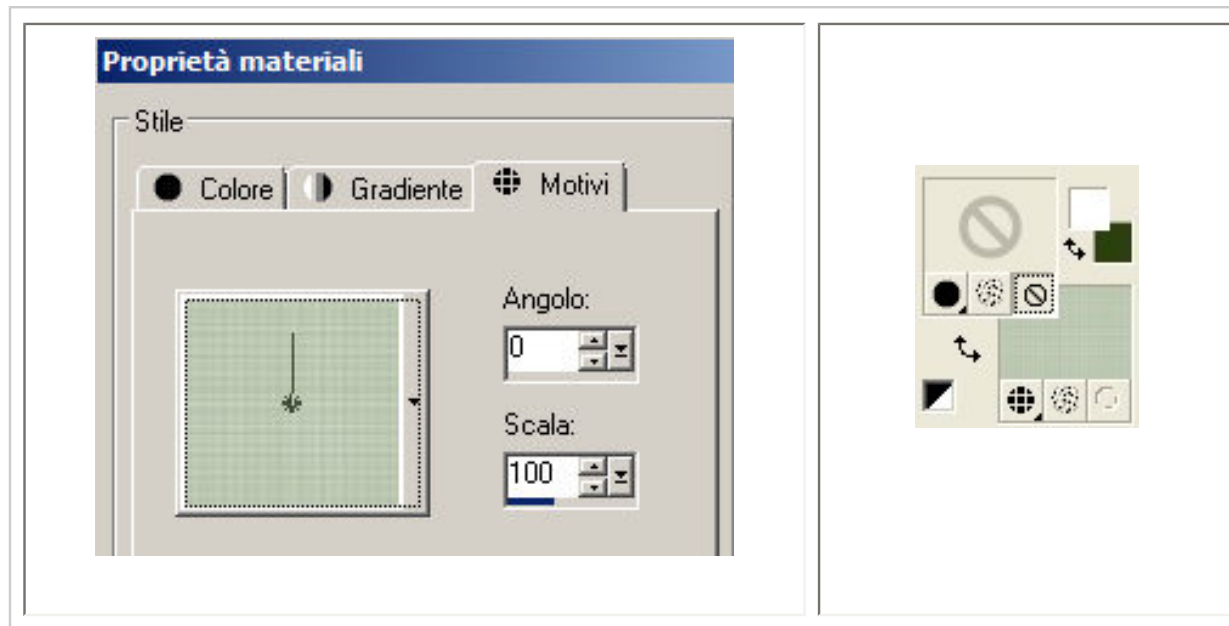 Proprietà materiali
Stile
Colore Gradiente Motivi
Angolo:
0
Scala:
100